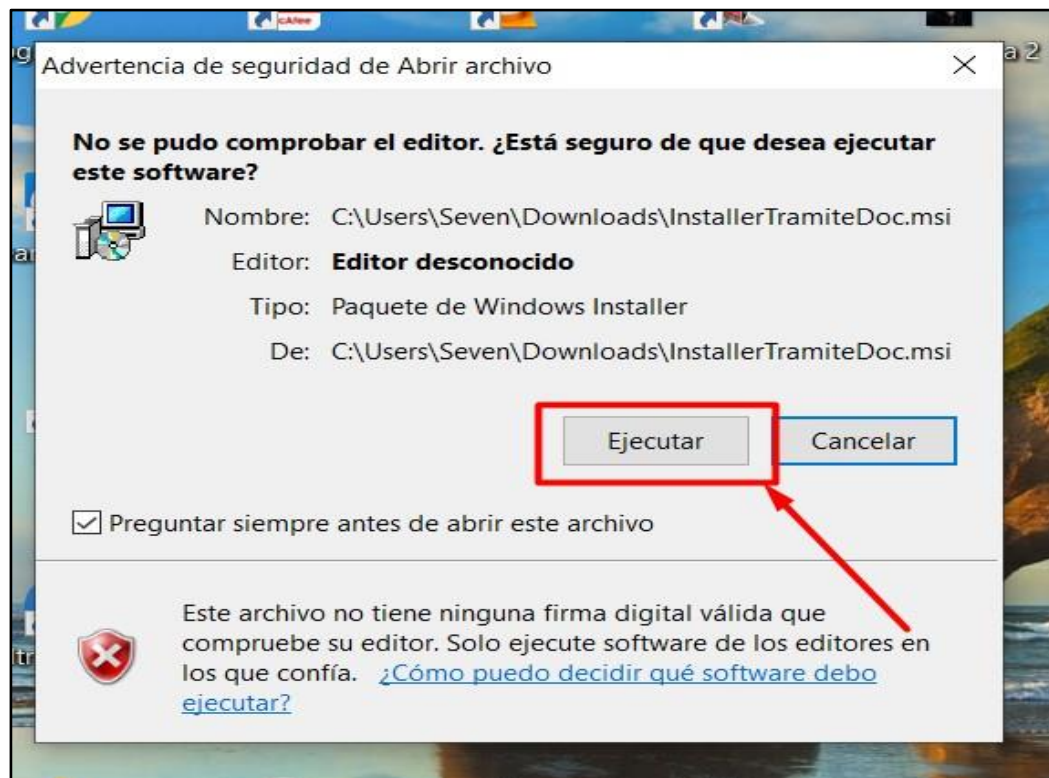 McAfee
a 2
Advertencia de seguridad de Abrir archivo
No se pudo comprobar el editor. ¿Está seguro de que desea ejecutar
este software?
Nombre: C:\Users\Seven\Downloads\InstallerTramiteDoc.msi
Editor: Editor desconocido
Tipo: Paquete de Windows Installer
De: C:\Users\Seven\Downloads\InstallerTramiteDoc.msi
Ejecutar Cancelar
Preguntar siempre antes de abrir este archivo
Este archivo no tiene ninguna firma digital válida que
compruebe su editor. Solo ejecute software de los editores en
los que confía. ¿Cómo puedo decidir qué software debo
ejecutar?